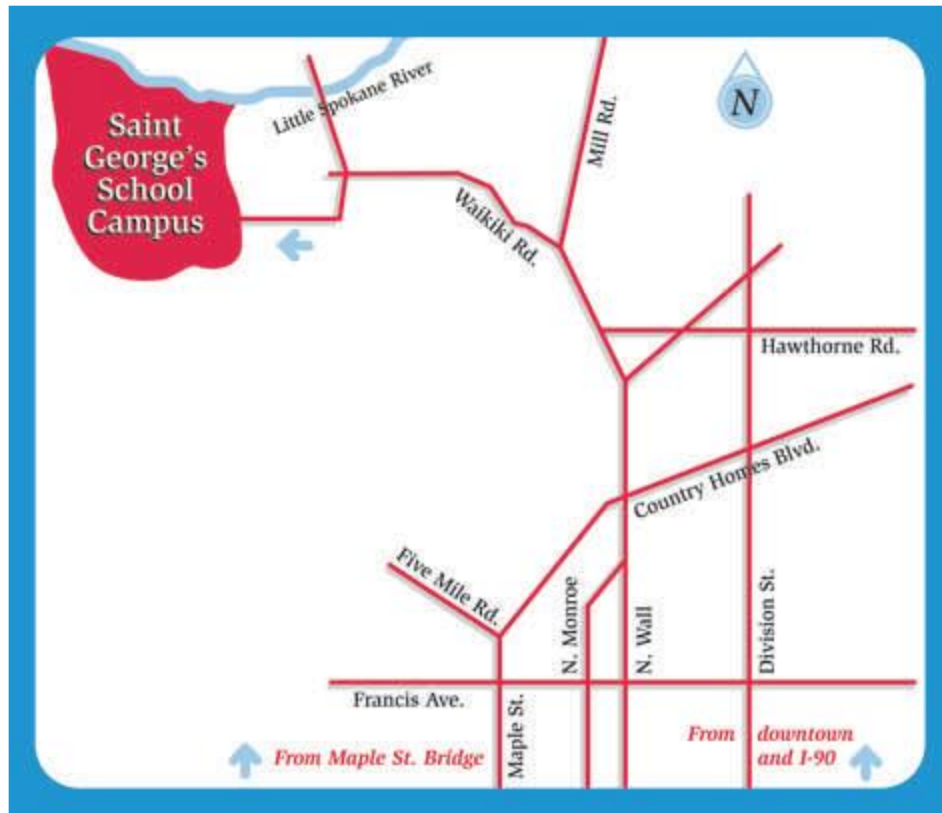 Saint
George's
School
Campus
Little Spokane River
Mill Rd.
N
Waikiki Rd.
Hawthorne Rd.
Country Homes Blvd.
Five Mile Rd.
N. Monroe
N. Wall
Division St.
Francis Ave.
Maple St.
From Maple St. Bridge
From downtown
and I-90